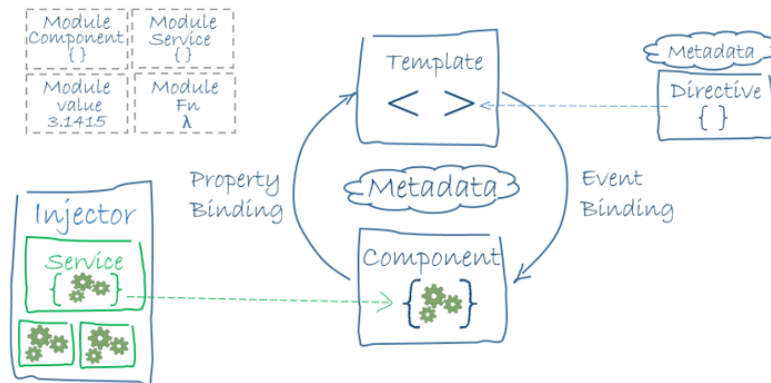 Module
Component
{ }
Module
Service
{ }
Module
value
3.1415
Module
Fn
λ
Template
< >
Metadata
Directive
{ }
Property
Binding
Metadata
Event
Binding
Injector
Service
{ }
Component
{ }